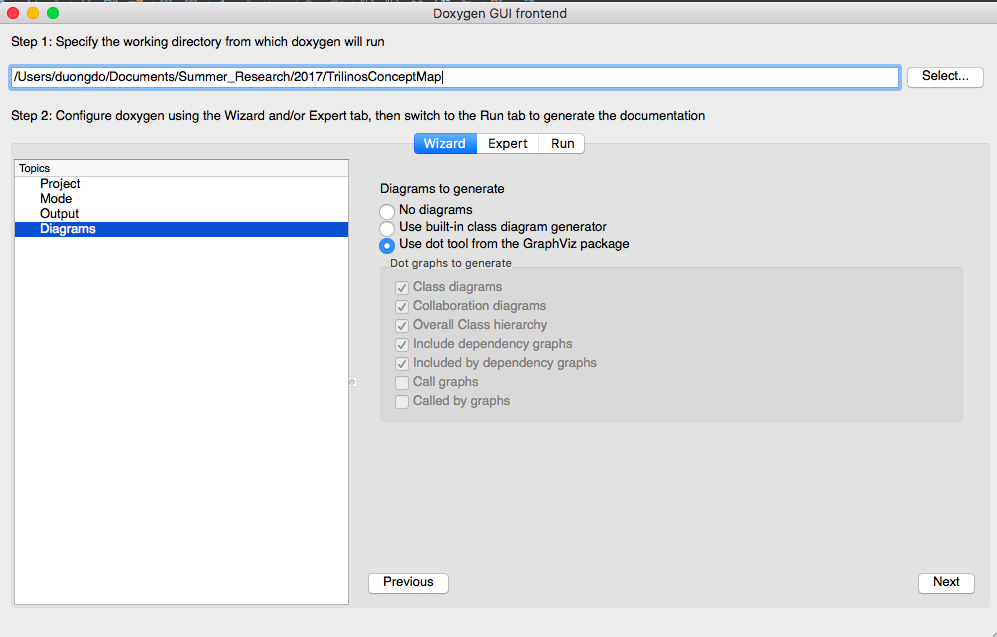 Doxygen GUI frontend
Step 1: Specify the working directory from which doxygen will run
/Users/duongdo/Documents/Summer_Research/2017/TrilinosConceptMap
Select...
Step 2: Configure doxygen using the Wizard and/or Expert tab, then switch to the Run tab to generate the documentation
Wizard Expert Run
Topics
Project
Mode
Output
Diagrams
Diagrams to generate
No diagrams
Use built-in class diagram generator
Use dot tool from the GraphViz package
Dot graphs to generate
Class diagrams
Collaboration diagrams
Overall Class hierarchy
Include dependency graphs
Included by dependency graphs
Call graphs
Called by graphs
Previous
Next